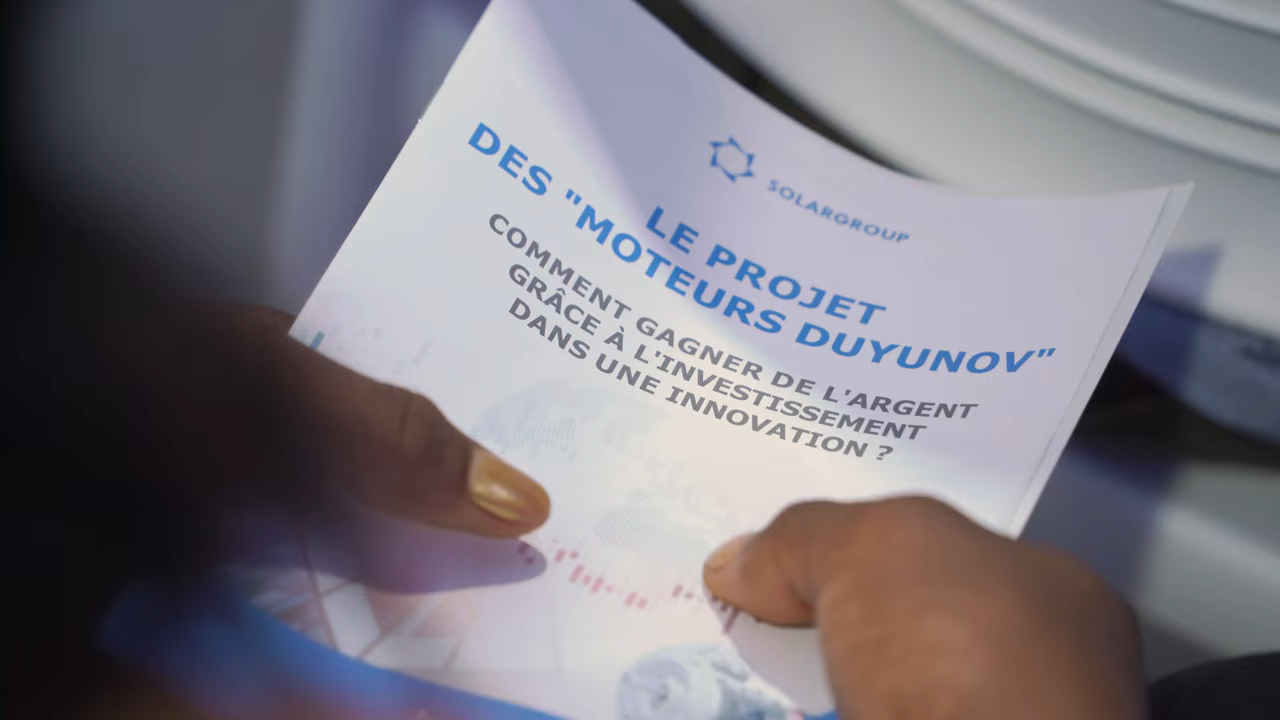 SOLARGROUP
LE PROJET
DES "MOTEURS DUYUNOV"
COMMENT GAGNER DE L'ARGENT
GRÂCE À L'INVESTISSEMENT
DANS UNE INNOVATION ?